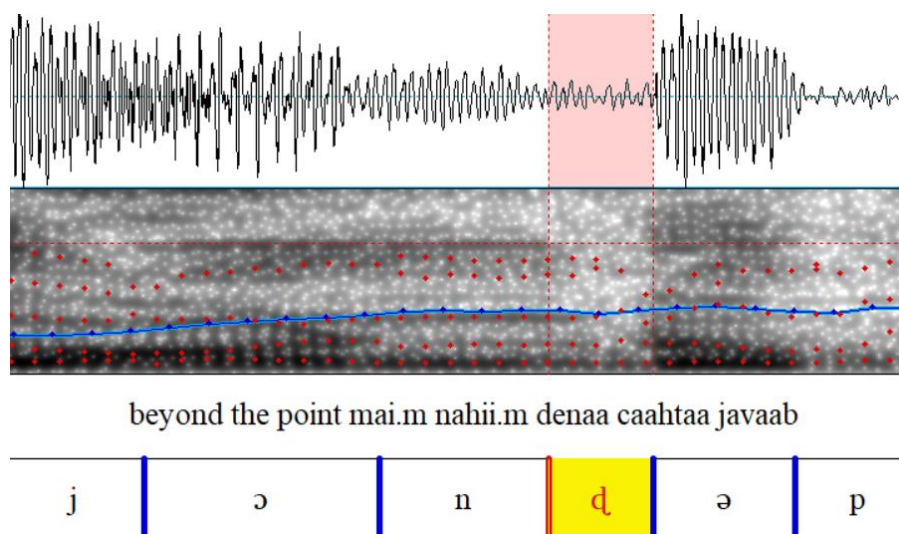 beyond the point mai.m nahii.m denaa caahtaa javaab
j ɔ n ɖ ə p